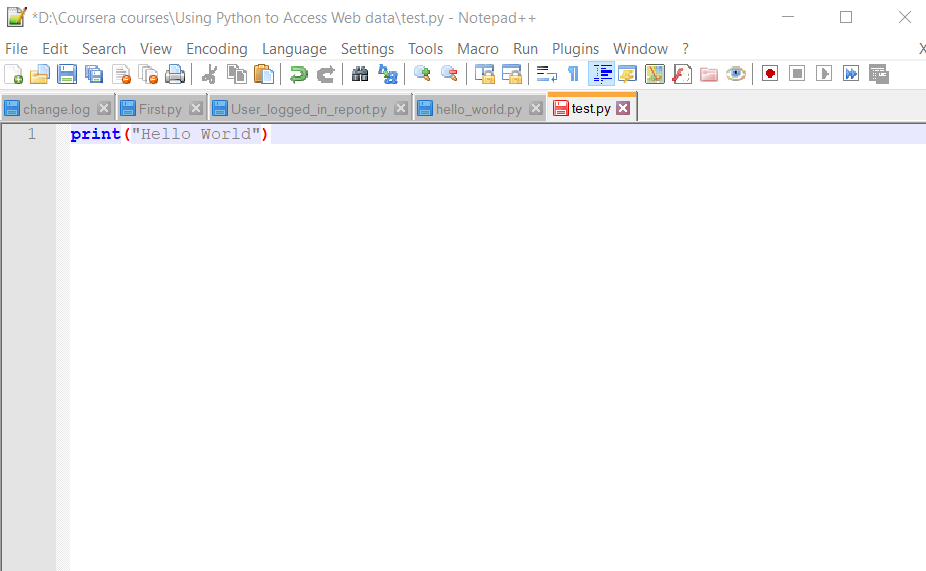 *D:\Coursera courses\Using Python to Access Web data\test.py - Notepad++
File Edit Search View Encoding Language Settings Tools Macro Run Plugins Window ? X
change.log First.py User_logged_in_report.py hello_world.py test.py
1 print("Hello World")